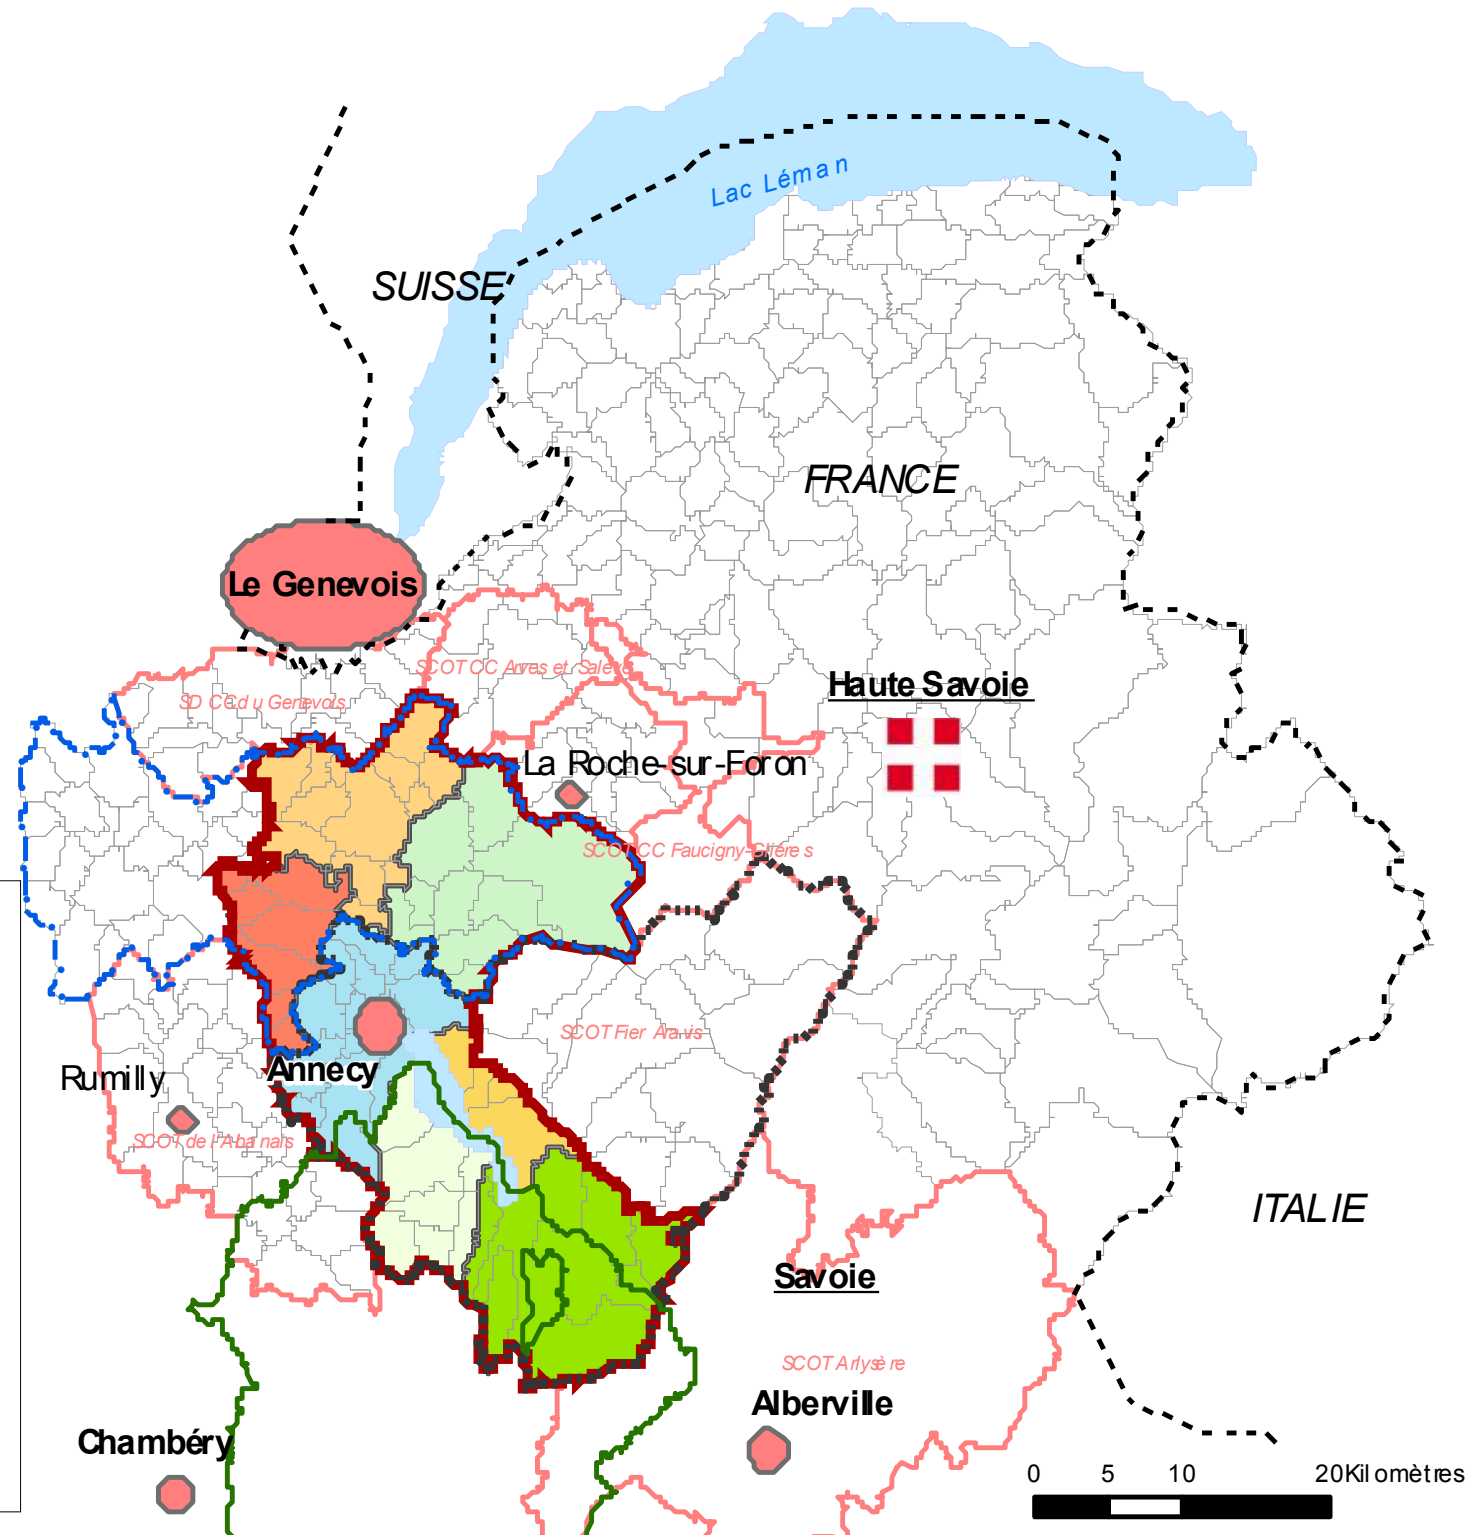 Lac Léman
SUISSE
FRANCE
Le Genevois
SCOT CC Arves et Salève
Haute Savoie
SD CC du Genevois
La Roche-sur-Foron
SCOT CC Faucigny-Glières
SCOT Fier Aravis
Annecy
Rumilly
SCOT de l'Albanais
ITALIE
Savoie
SCOT Arlysère
Alberville
Chambéry
0 5 10 20 Kilomètres